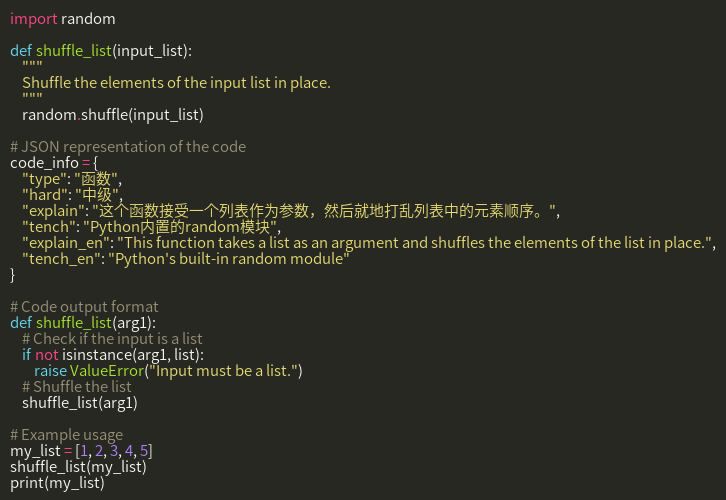 import random
def shuffle_list(input_list):
"""
Shuffle the elements of the input list in place.
"""
random.shuffle(input_list)
# JSON representation of the code
code_info = {
"type": "函数",
"hard": "中级",
"explain": "这个函数接受一个列表作为参数，然后就地打乱列表中的元素顺序。",
"tench": "Python内置的random模块",
"explain_en": "This function takes a list as an argument and shuffles the elements of the list in place.",
"tench_en": "Python's built-in random module"
}
# Code output format
def shuffle_list(arg1):
# Check if the input is a list
if not isinstance(arg1, list):
raise ValueError("Input must be a list.")
# Shuffle the list
shuffle_list(arg1)
# Example usage
my_list = [1, 2, 3, 4, 5]
shuffle_list(my_list)
print(my_list)